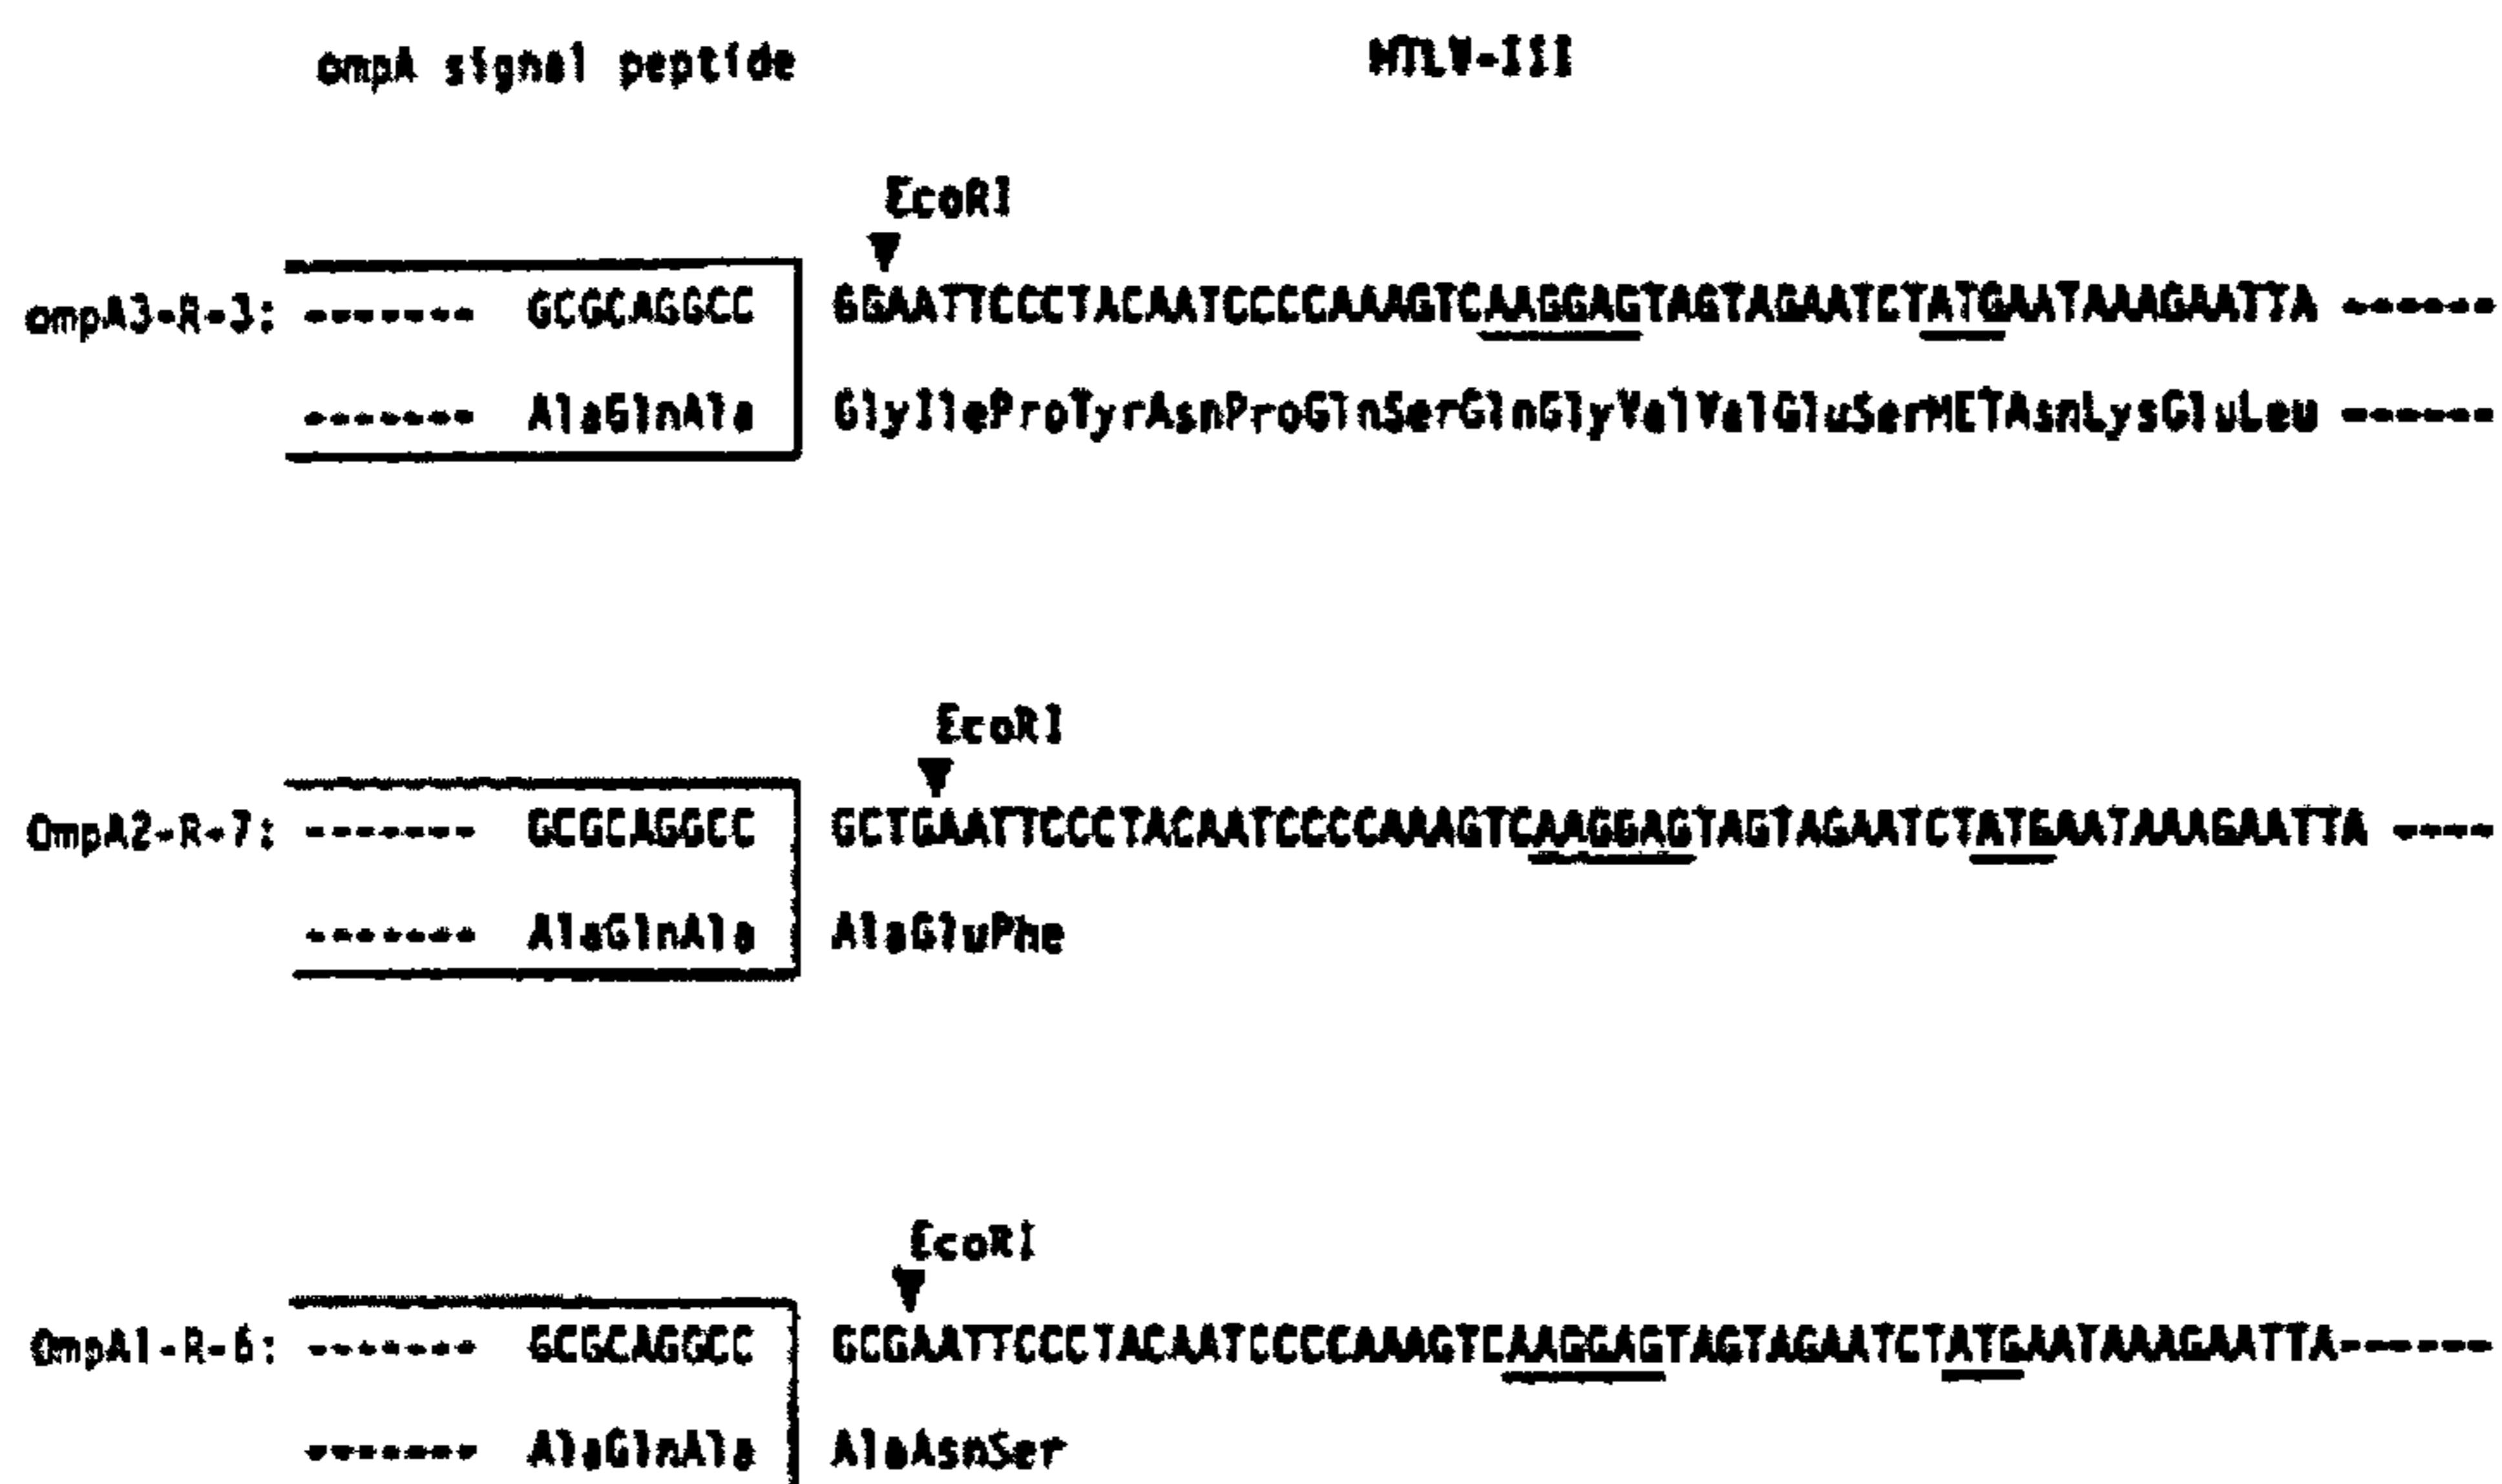 ompA signal peptide HTLV-III
EcoRI
ompA3-R-3: ------- GCGCAGGCC GGAATTCCCTACAATCCCCAAAGTCAAGGAGTAGTAGAATCTATGAATAAAGAATTA ------
------- AlaGlnAla GlyIleProTyrAsnProGlnSerGlnGlyValValGluSerMETAsnLysGluLeu ------
EcoRI
OmpA2-R-7: ------- GCGCAGGCC GCTGAATTCCCTACAATCCCCAAAGTCAAGGAGTAGTAGAATCTATGAATAAAGAATTA ----
------- AlaGlnAla AlaGluPhe
EcoRI
OmpA1-R-6: ------- GCGCAGGCC GCGAATTCCCTACAATCCCCAAAGTCAAGGAGTAGTAGAATCTATGAATAAAGAATTA------
------- AlaGlnAla AlaAsnSer